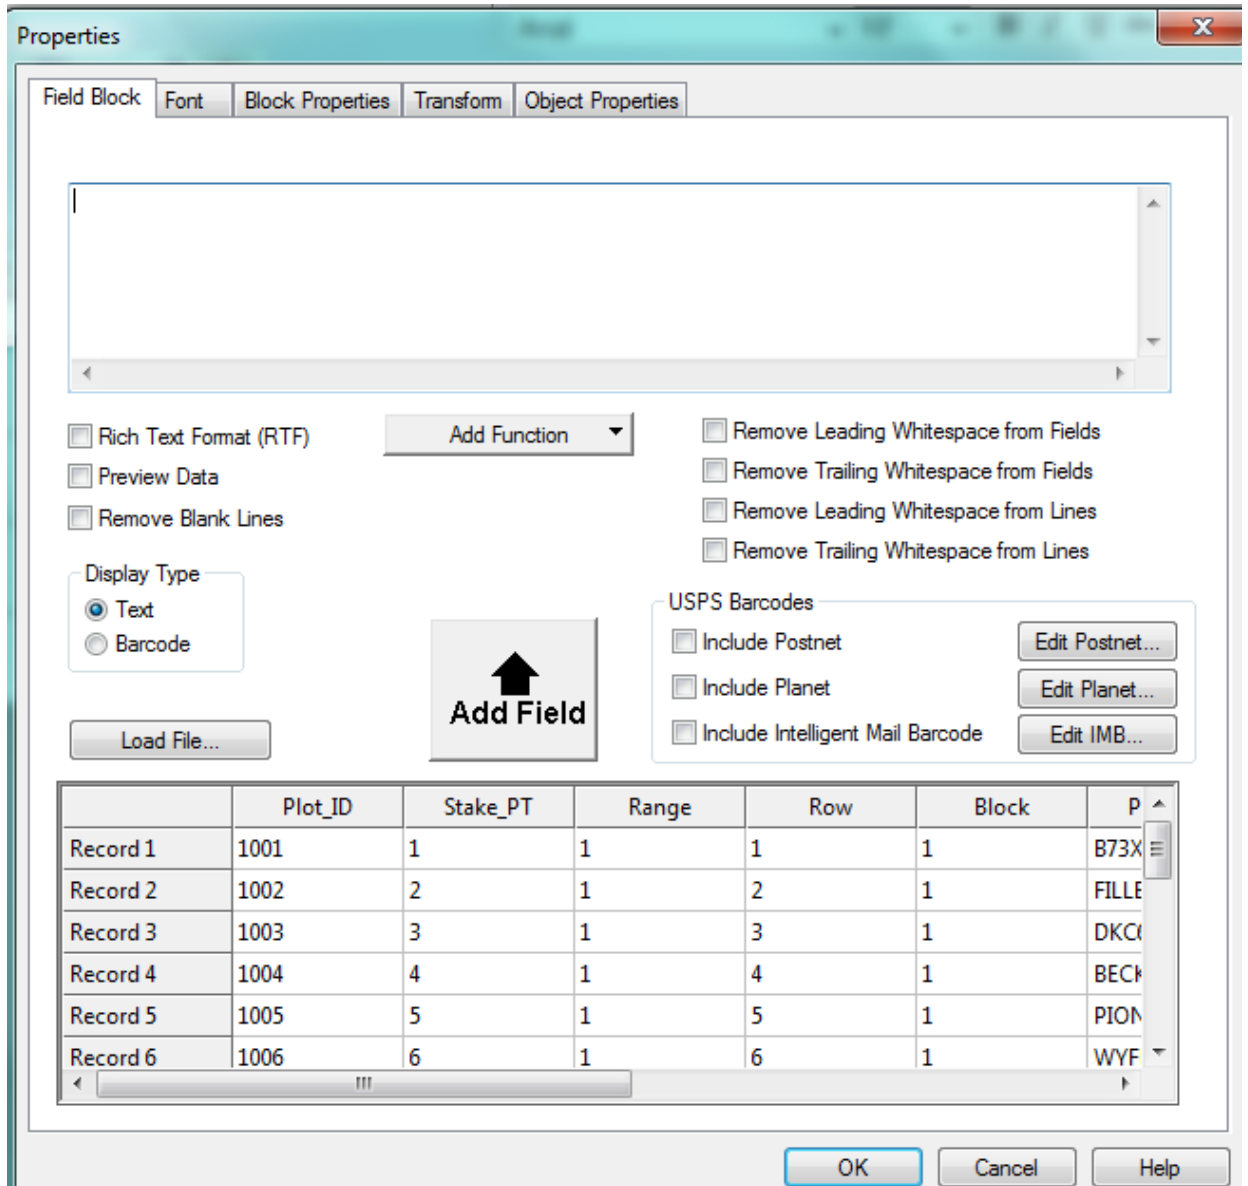 Properties
Field Block Font Block Properties Transform Object Properties
Rich Text Format (RTF) Add Function Remove Leading Whitespace from Fields
Preview Data Remove Trailing Whitespace from Fields
Remove Blank Lines Remove Leading Whitespace from Lines
Remove Trailing Whitespace from Lines
Display Type
Text
Barcode
Add Field
USPS Barcodes
Include Postnet Edit Postnet...
Include Planet Edit Planet...
Include Intelligent Mail Barcode Edit IMB...
Load File...
Plot_ID Stake_PT Range Row Block P
Record 1 1001 1 1 1 1 B73X
Record 2 1002 2 1 2 1 FILLE
Record 3 1003 3 1 3 1 DKC
Record 4 1004 4 1 4 1 BECK
Record 5 1005 5 1 5 1 PION
Record 6 1006 6 1 6 1 WYF
OK Cancel Help